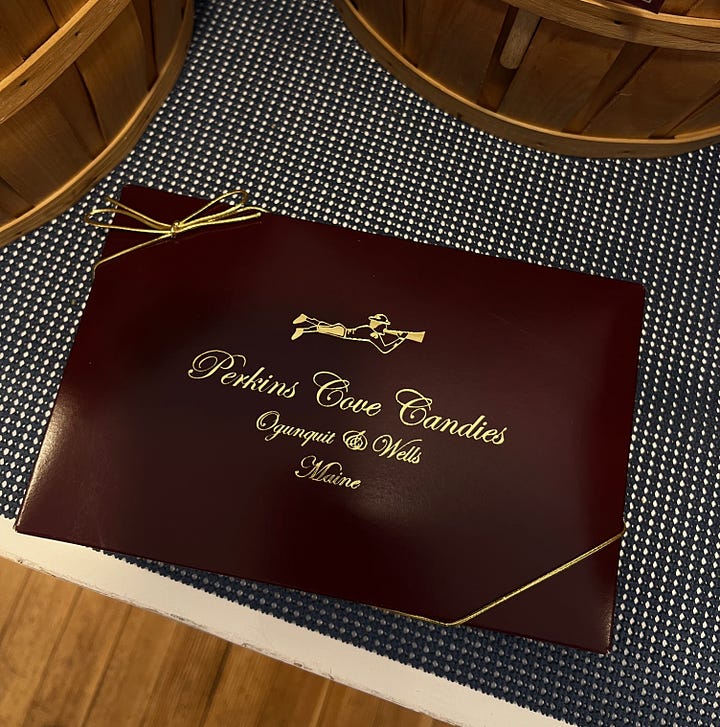 Perkins Cove Candies
Ogunquit & Wells
Maine